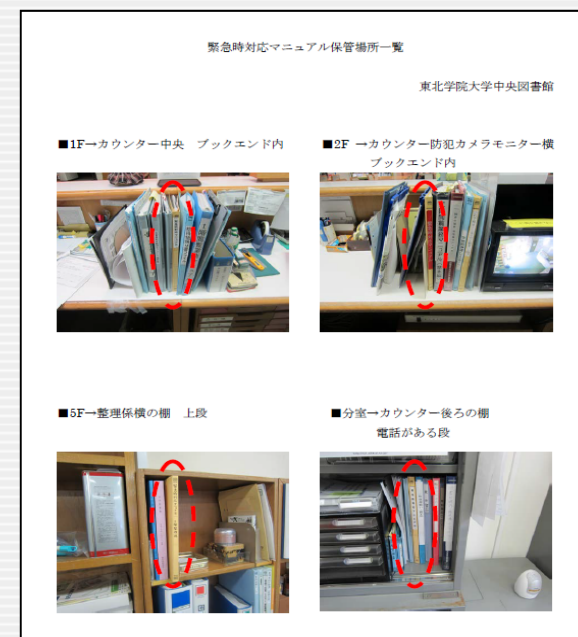 緊急時対応マニュアル保管場所一覧
東北学院大学中央図書館
■1F→カウンター中央　ブックエンド内
■2F →カウンター防犯カメラモニター横
ブックエンド内
■5F→整理係横の棚　上段
■分室→カウンター後ろの棚
電話がある段